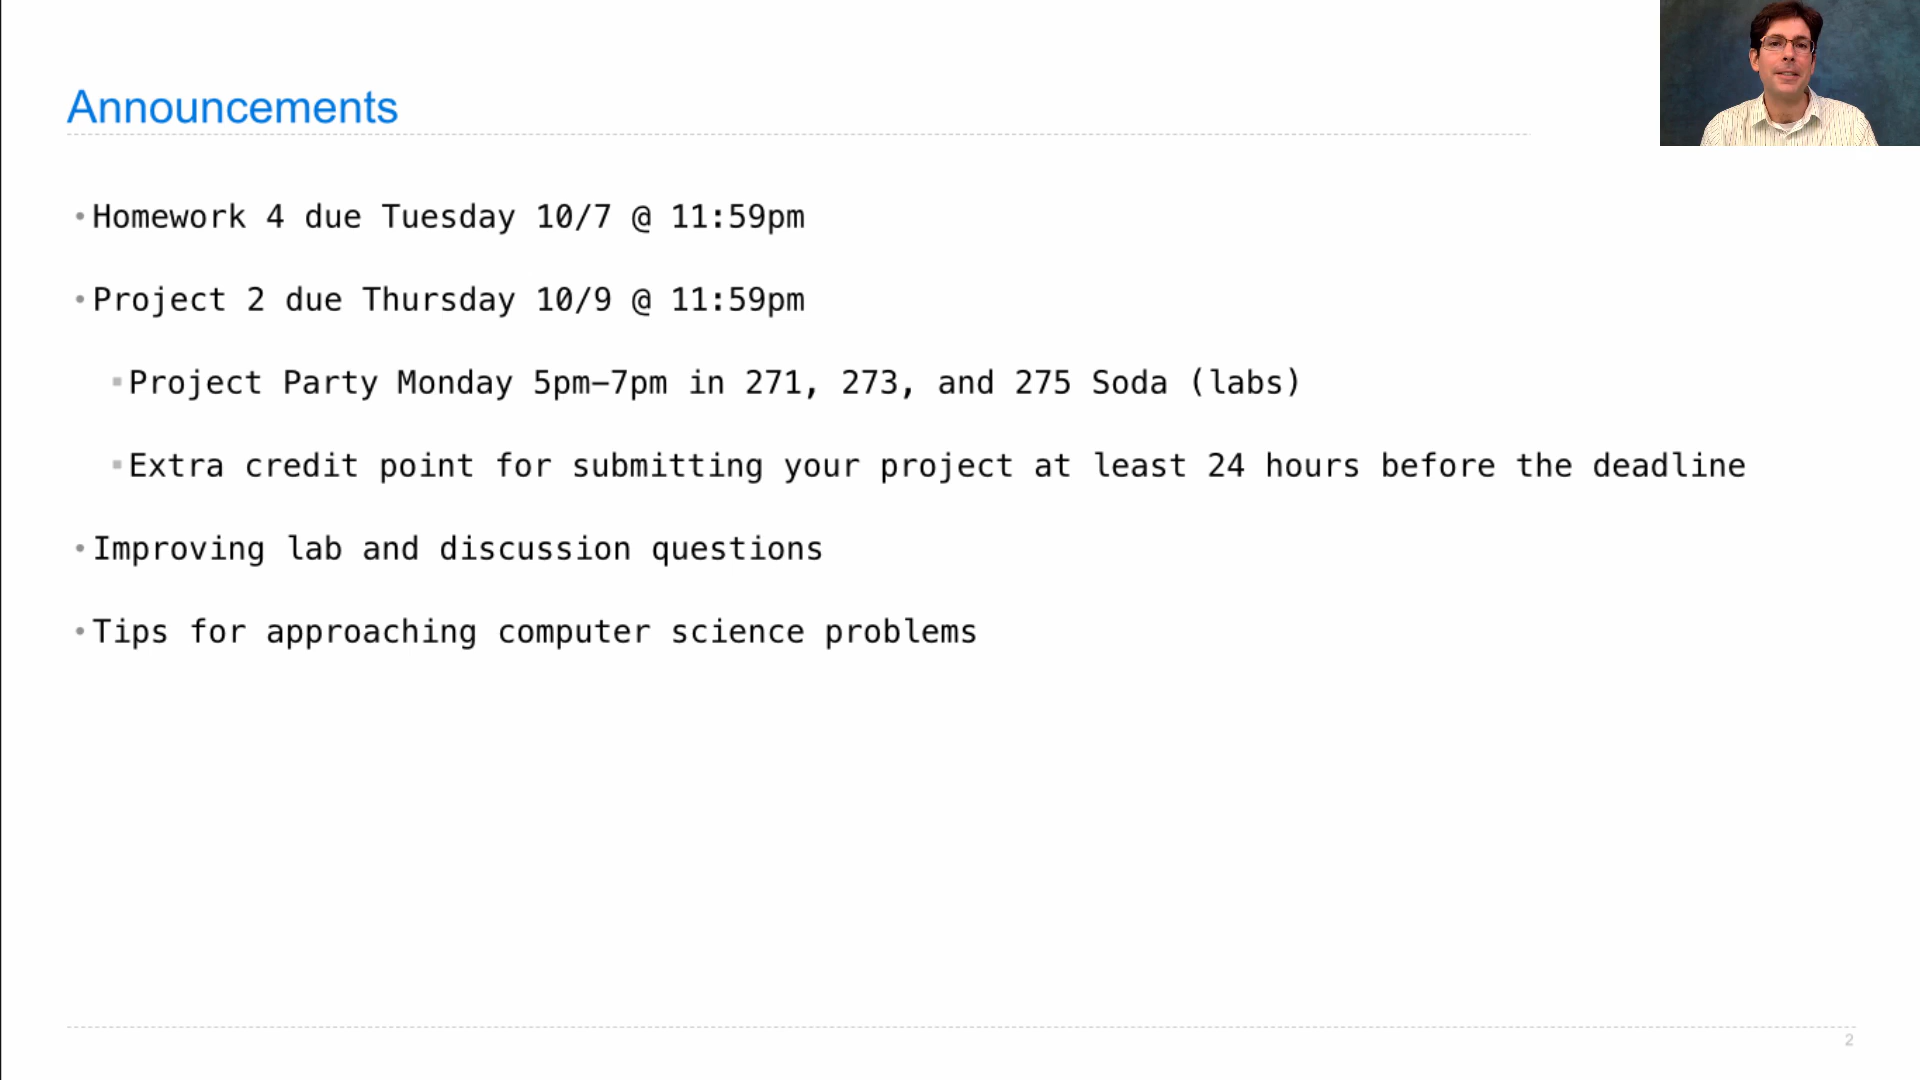 Announcements
•Homework 4 due Tuesday 10/7 @ 11:59pm
•Project 2 due Thursday 10/9 @ 11:59pm
▪Project Party Monday 5pm–7pm in 271, 273, and 275 Soda (labs)
▪Extra credit point for submitting your project at least 24 hours before the deadline
•Improving lab and discussion questions
•Tips for approaching computer science problems
2